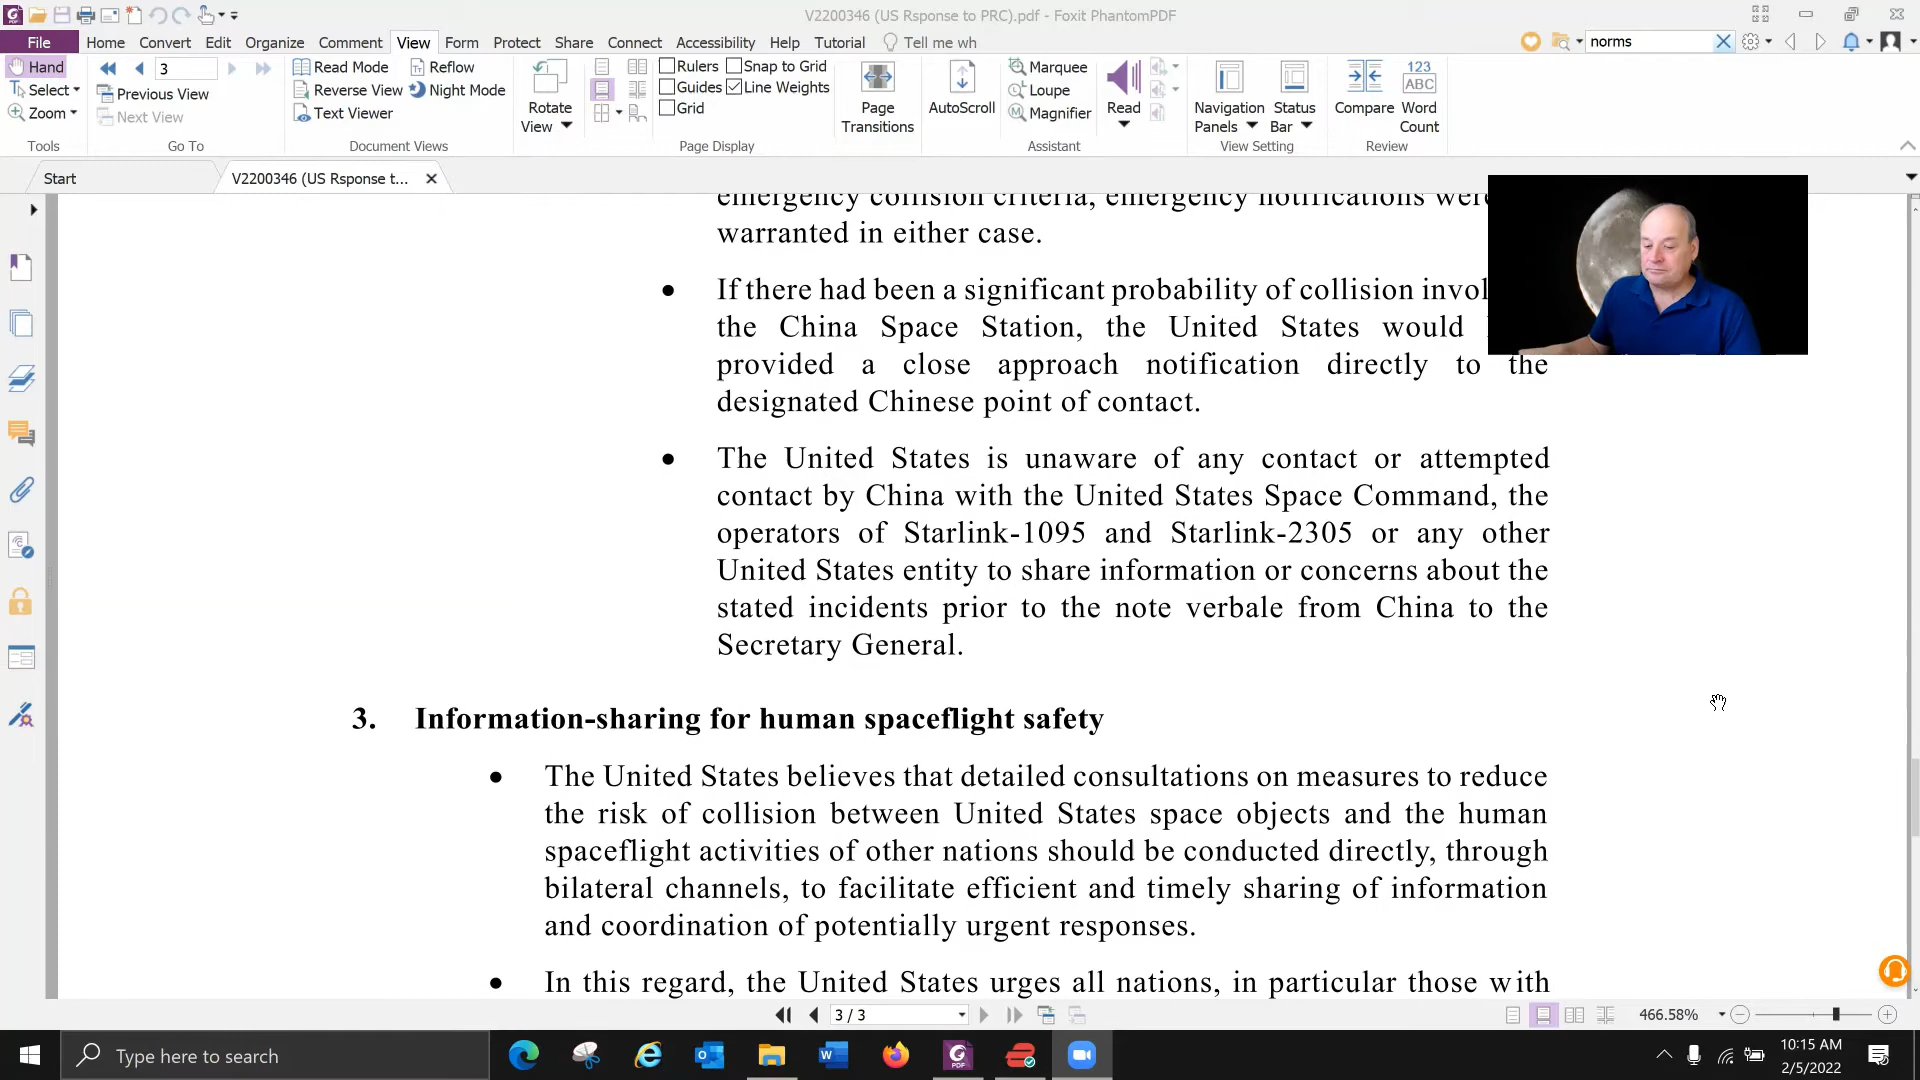 V2200346 (US Rsponse to PRC).pdf - Foxit PhantomPDF
File Home Convert Edit Organize Comment View Form Protect Share Connect Accessibility Help Tutorial Tell me wh norms
Hand 3 Read Mode Reflow Rulers Snap to Grid Marquee
Select Previous View Reverse View Night Mode Guides Line Weights Loupe
Zoom Next View Text Viewer Grid Magnifier
Rotate View Page Transitions AutoScroll Read Navigation Panels Status Bar Compare 123 ABC Word Count
Tools Go To Document Views Page Display Assistant View Setting Review
Start V2200346 (US Rsponse t...
emergency collision criteria, emergency notifications were
warranted in either case.
• If there had been a significant probability of collision invol
the China Space Station, the United States would
provided a close approach notification directly to the
designated Chinese point of contact.
• The United States is unaware of any contact or attempted
contact by China with the United States Space Command, the
operators of Starlink-1095 and Starlink-2305 or any other
United States entity to share information or concerns about the
stated incidents prior to the note verbale from China to the
Secretary General.
3. Information-sharing for human spaceflight safety
• The United States believes that detailed consultations on measures to reduce
the risk of collision between United States space objects and the human
spaceflight activities of other nations should be conducted directly, through
bilateral channels, to facilitate efficient and timely sharing of information
and coordination of potentially urgent responses.
• In this regard, the United States urges all nations, in particular those with
3 / 3 466.58%
Type here to search
10:15 AM
2/5/2022